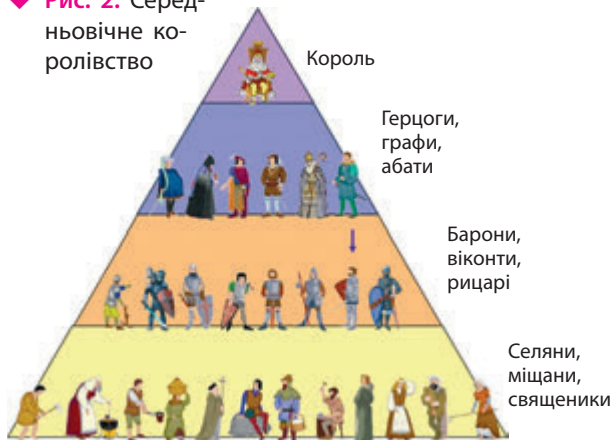 ◆ Рис. 2. Серед-
ньовічне ко-
ролівство
Король
Герцоги,
графи,
абати
Барони,
віконти,
рицарі
Селяни,
міщани,
священики